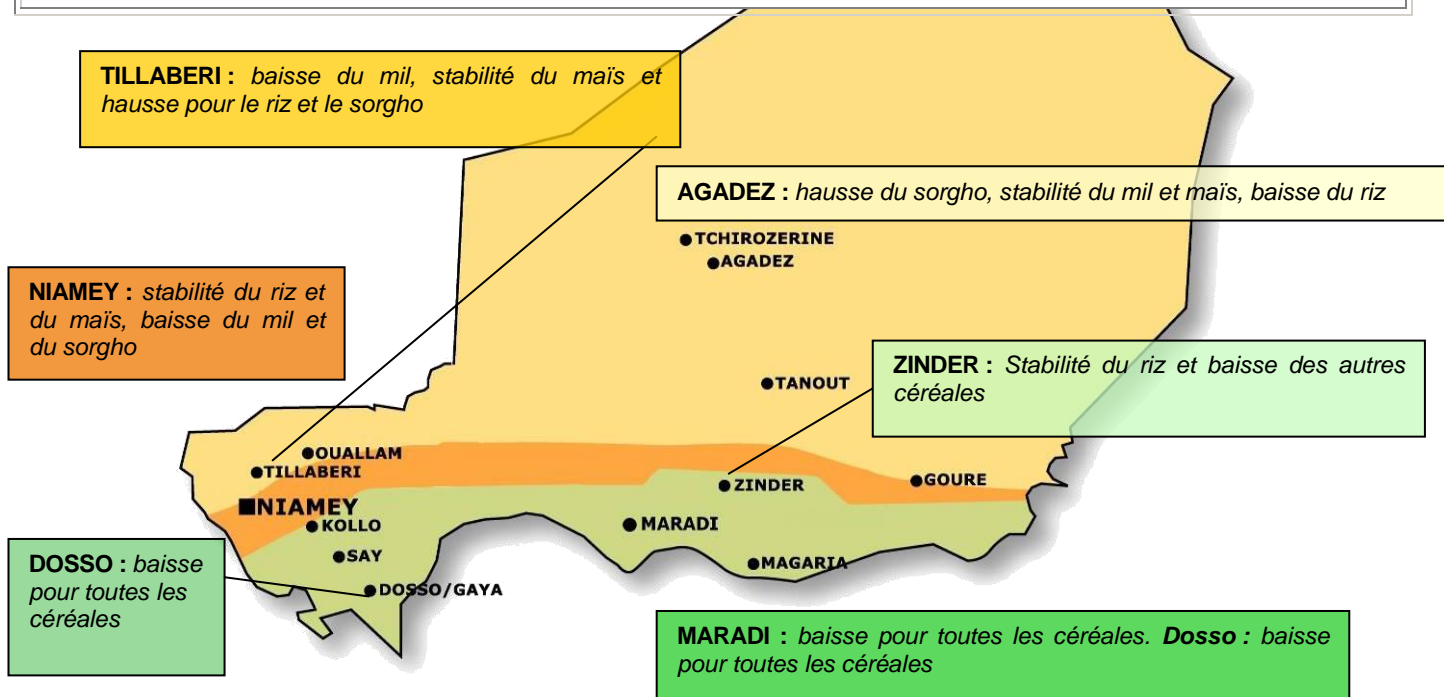 TILLABERI : baisse du mil, stabilité du maïs et
hausse pour le riz et le sorgho
AGADEZ : hausse du sorgho, stabilité du mil et maïs, baisse du riz
TCHIROZERINE
AGADEZ
NIAMEY : stabilité du riz et
du maïs, baisse du mil et
du sorgho
ZINDER : Stabilité du riz et baisse des autres
céréales
TANOUT
OUALLAM
TILLABERI
ZINDER
GOURE
NIAMEY
KOLLO
MARADI
SAY
MAGARIA
DOSSO/GAYA
DOSSO : baisse
pour toutes les
céréales
MARADI : baisse pour toutes les céréales. Dosso : baisse
pour toutes les céréales